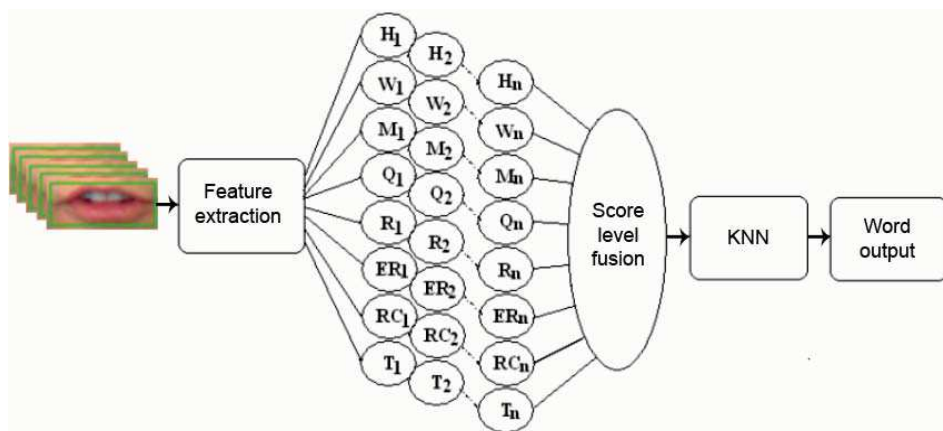 Feature
extraction
H1 H2 Hn
W1 W2 Wn
M1 M2 Mn
Q1 Q2 Qn
R1 R2 Rn
ER1 ER2 ERn
RC1 RC2 RCn
T1 T2 Tn
Score
level
fusion
KNN
Word
output